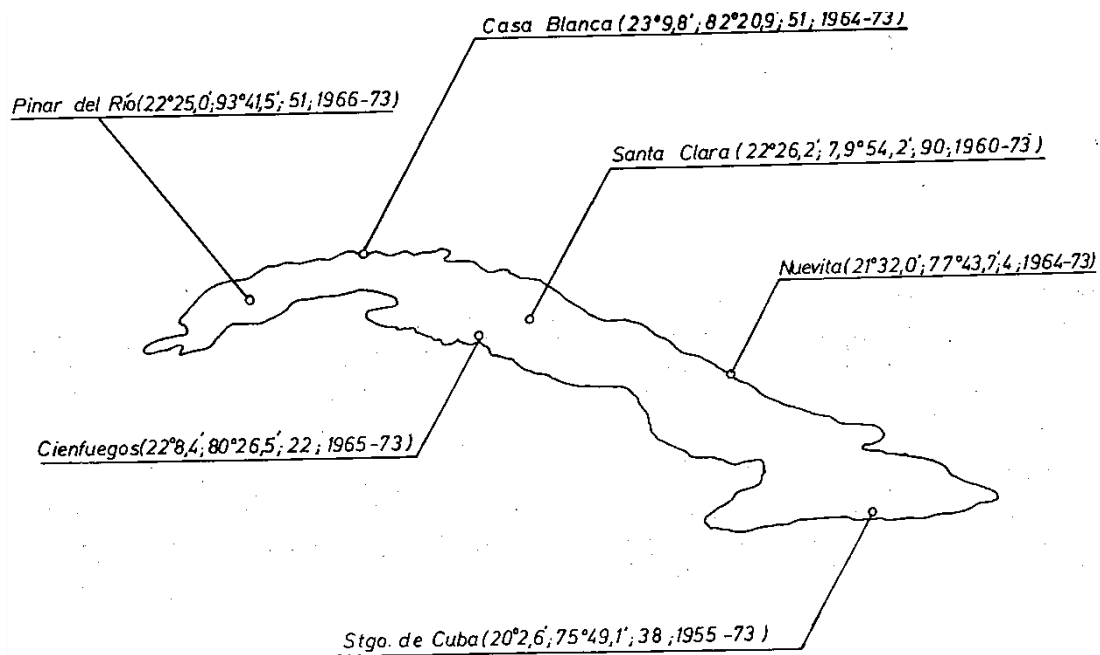 Casa Blanca (23°9,8'; 82°20,9'; 51; 1964-73)
Pinar del Río (22°25,0'; 93°41,5'; 51; 1966-73)
Santa Clara (22°26,2'; 7,9°54,2'; 90; 1960-73)
Nuevita (21°32,0'; 77°43,7'; 4; 1964-73)
Cienfuegos (22°8,4'; 80°26,5'; 22; 1965-73)
Stgo. de Cuba (20°2,6'; 75°49,1'; 38; 1955-73)